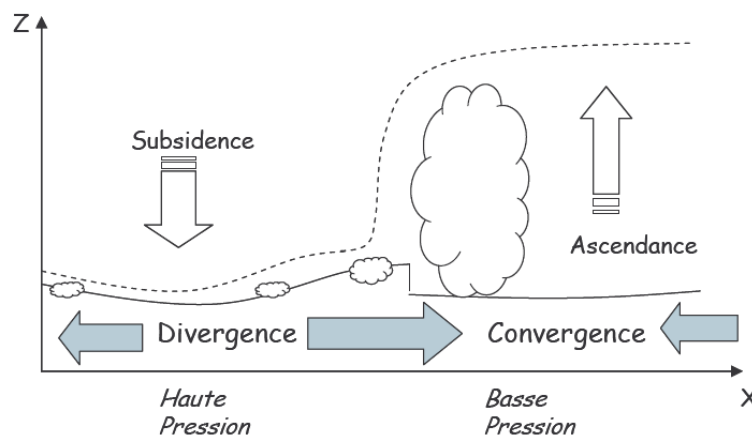 Z
Subsidence
Ascendance
Divergence
Convergence
X
Haute
Pression
Basse
Pression